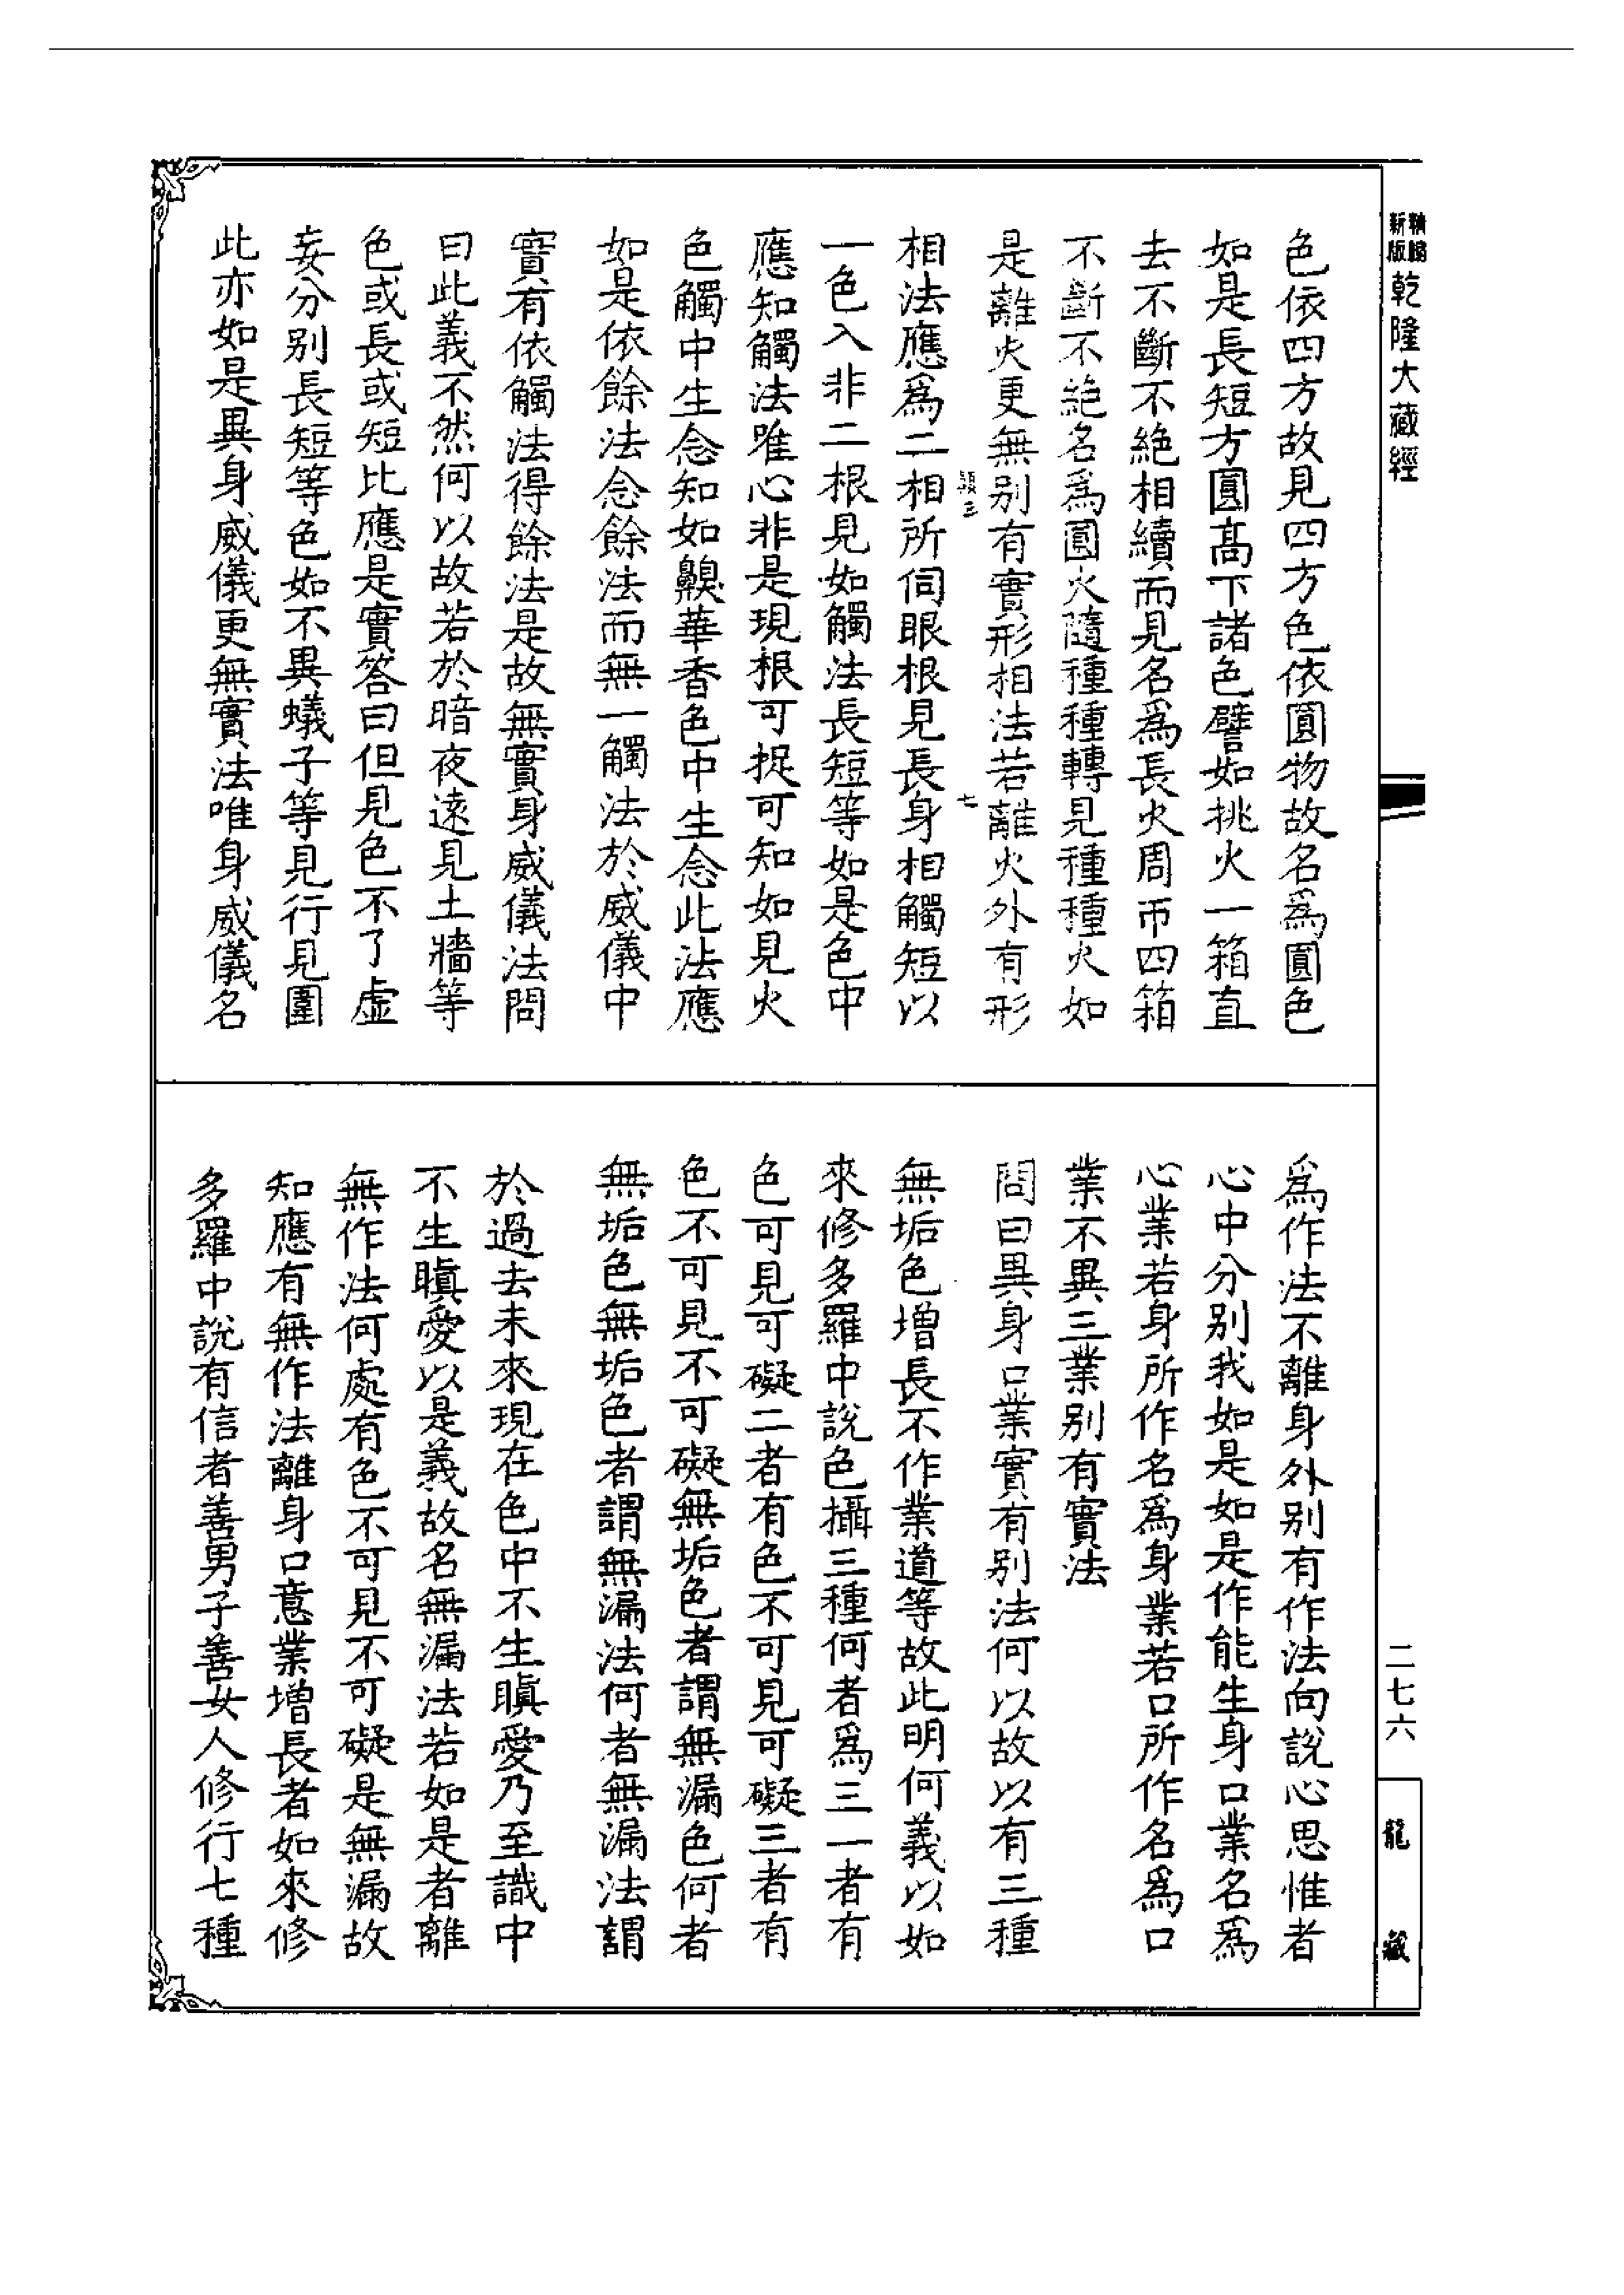 新版
精縮
乾隆大藏經
色依四方故見四方色依圓物故名爲圓色
如是長短方圓髙下諸色譬如挑火一箱直
去不斷不絶相續而見名爲長火周帀四箱
不斷不絶名爲圓火隨種種轉見種種火如
是離火更無别有實形相法若離火外有形
相法應爲二相所伺眼根見長身相觸短以
一色入非二根見如觸法長短等如是色中
應知觸法唯心非是現根可捉可知如見火
色觸中生念知如齅華香色中生念此法應
如是依餘法念餘法而無一觸法於威儀中
實有依觸法得餘法是故無實身威儀法問
曰此義不然何以故若於暗夜遠見土牆等
色或長或短比應是實答曰但見色不了虚
妄分别長短等色如不異蟻子等見行見圍
此亦如是異身威儀更無實法唯身威儀名
爲作法不離身外别有作法向說心思惟者
心中分别我如是如是作能生身口業名爲
心業若身所作名爲身業若口所作名爲口
業不異三業别有實法
問曰異身口業實有别法何以故以有三種
無垢色增長不作業道等故此明何義以如
來修多羅中說色攝三種何者爲三一者有
色可見可礙二者有色不可見可礙三者有
色不可見不可礙無垢色者謂無漏色何者
無垢色無垢色者謂無漏法何者無漏法謂
於過去未來現在色中不生瞋愛乃至識中
不生瞋愛以是義故名無漏法若如是者離
無作法何處有色不可見不可礙是無漏故
知應有無作法離身口意業增長者如來修
多羅中說有信者善男子善女人修行七種
二七六
龍藏